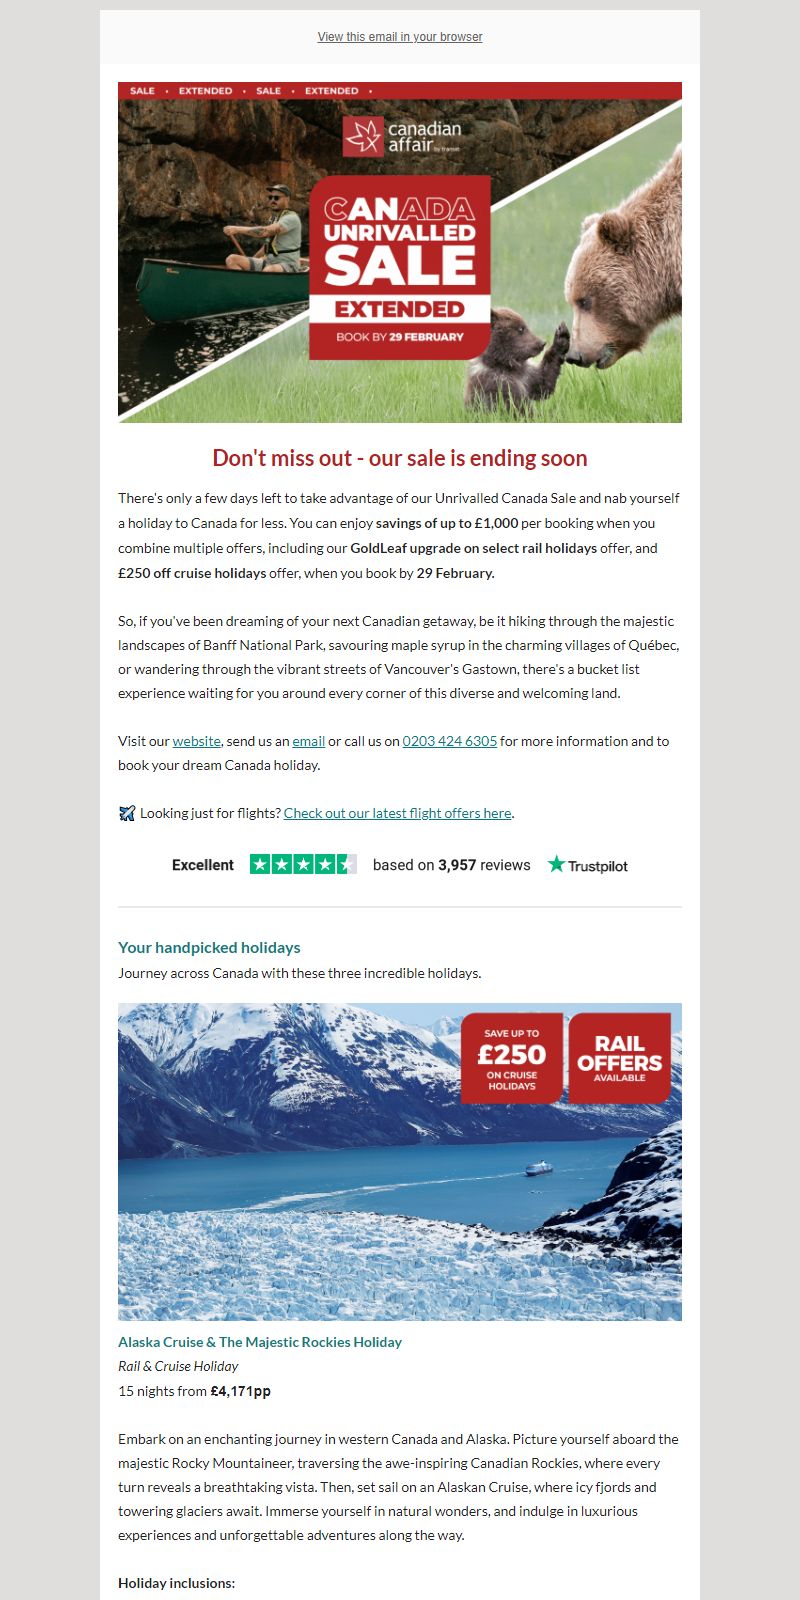 View this email in your browser
SALE • EXTENDED • SALE • EXTENDED •
canadian
affair by transat
CANADA
UNRIVALLED
SALE
EXTENDED
BOOK BY 29 FEBRUARY
Don't miss out - our sale is ending soon
There's only a few days left to take advantage of our Unrivalled Canada Sale and nab yourself
a holiday to Canada for less. You can enjoy savings of up to £1,000 per booking when you
combine multiple offers, including our GoldLeaf upgrade on select rail holidays offer, and
£250 off cruise holidays offer, when you book by 29 February.
So, if you've been dreaming of your next Canadian getaway, be it hiking through the majestic
landscapes of Banff National Park, savouring maple syrup in the charming villages of Québec,
or wandering through the vibrant streets of Vancouver's Gastown, there's a bucket list
experience waiting for you around every corner of this diverse and welcoming land.
Visit our website, send us an email or call us on 0203 424 6305 for more information and to
book your dream Canada holiday.
Looking just for flights? Check out our latest flight offers here.
Excellent based on 3,957 reviews Trustpilot
Your handpicked holidays
Journey across Canada with these three incredible holidays.
SAVE UP TO
£250
ON CRUISE
HOLIDAYS
RAIL
OFFERS
AVAILABLE
Alaska Cruise & The Majestic Rockies Holiday
Rail & Cruise Holiday
15 nights from £4,171pp
Embark on an enchanting journey in western Canada and Alaska. Picture yourself aboard the
majestic Rocky Mountaineer, traversing the awe-inspiring Canadian Rockies, where every
turn reveals a breathtaking vista. Then, set sail on an Alaskan Cruise, where icy fjords and
towering glaciers await. Immerse yourself in natural wonders, and indulge in luxurious
experiences and unforgettable adventures along the way.
Holiday inclusions: